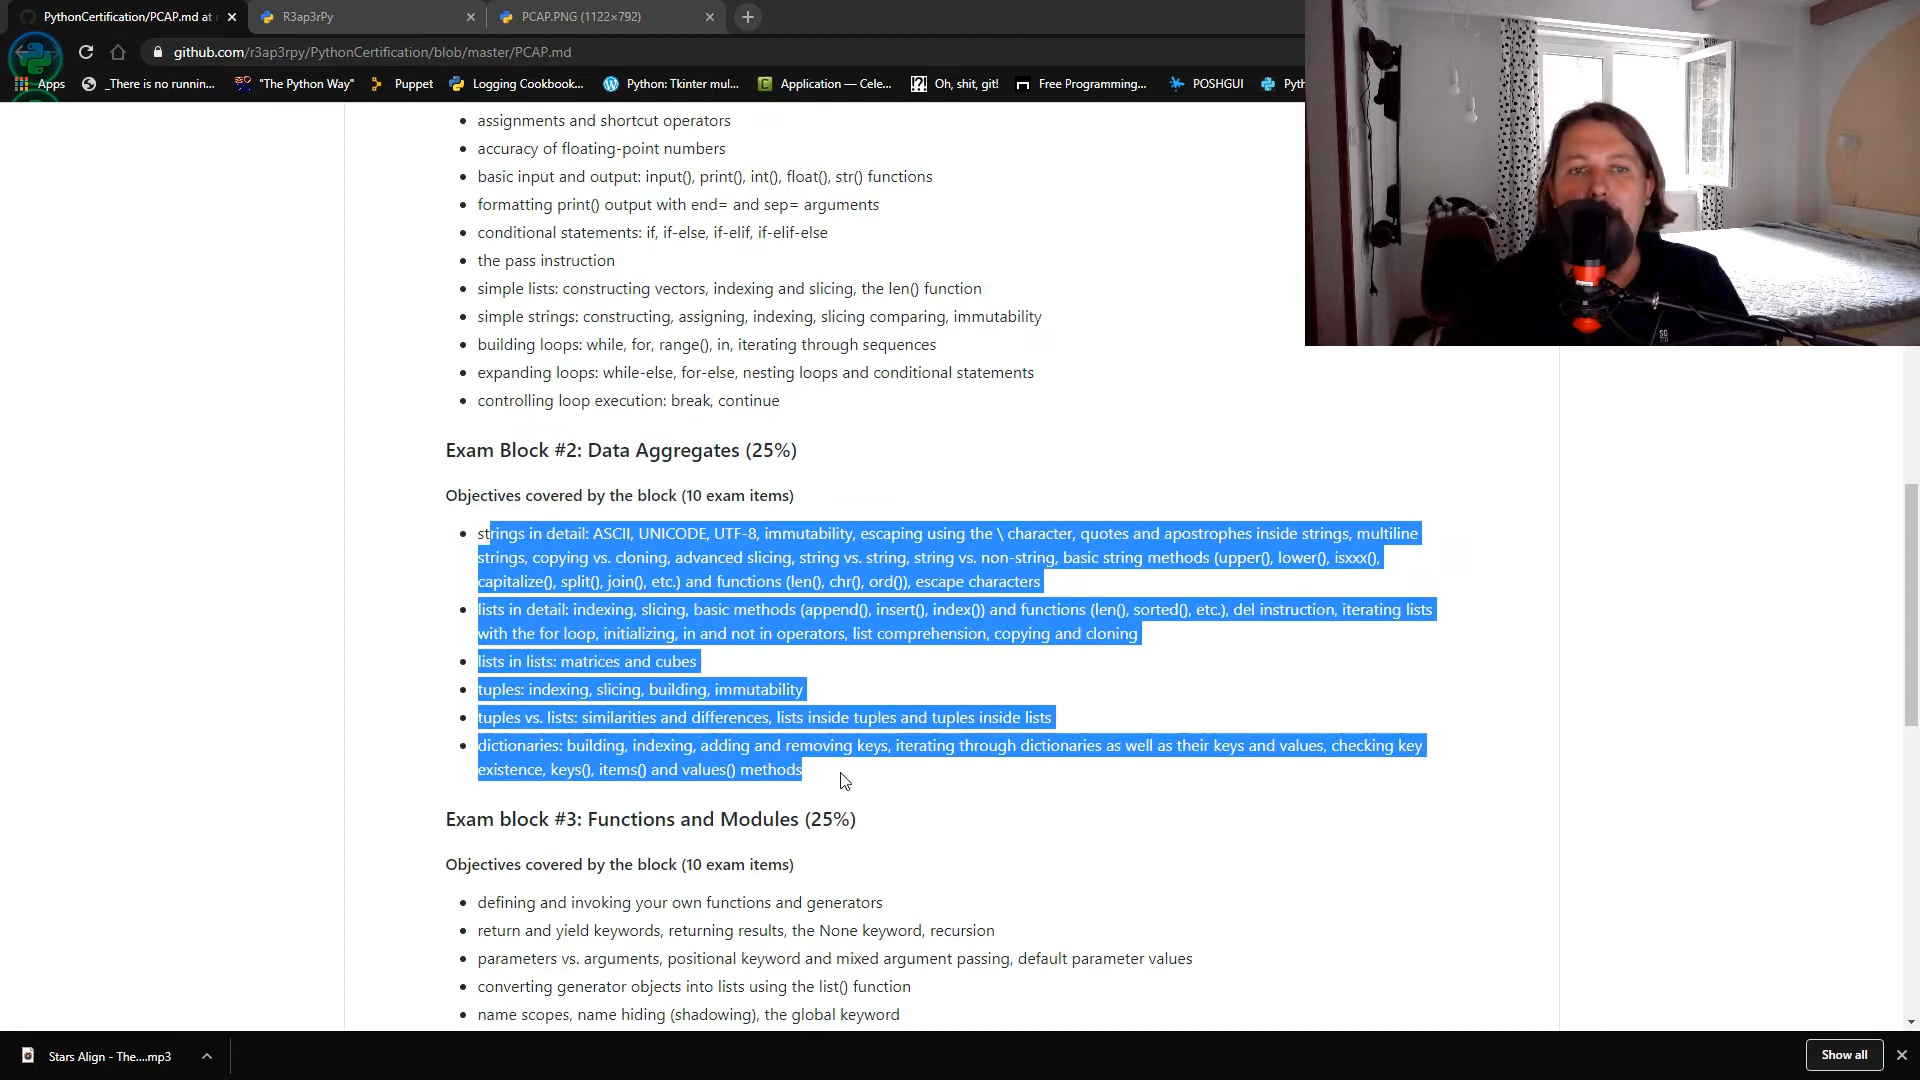 PythonCertification/PCAP.md at
R3ap3rPy
PCAP.PNG (1122×792)
github.com/r3ap3rpy/PythonCertification/blob/master/PCAP.md
Apps
_There is no runnin...
"The Python Way"
Puppet
Logging Cookbook...
Python: Tkinter mul...
Application — Cele...
Oh, shit, git!
Free Programming...
POSHGUI
Pyth
assignments and shortcut operators
accuracy of floating-point numbers
basic input and output: input(), print(), int(), float(), str() functions
formatting print() output with end= and sep= arguments
conditional statements: if, if-else, if-elif, if-elif-else
the pass instruction
simple lists: constructing vectors, indexing and slicing, the len() function
simple strings: constructing, assigning, indexing, slicing comparing, immutability
building loops: while, for, range(), in, iterating through sequences
expanding loops: while-else, for-else, nesting loops and conditional statements
controlling loop execution: break, continue
Exam Block #2: Data Aggregates (25%)
Objectives covered by the block (10 exam items)
strings in detail: ASCII, UNICODE, UTF-8, immutability, escaping using the \ character, quotes and apostrophes inside strings, multiline
strings, copying vs. cloning, advanced slicing, string vs. string, string vs. non-string, basic string methods (upper(), lower(), isxxx(),
capitalize(), split(), join(), etc.) and functions (len(), chr(), ord()), escape characters
lists in detail: indexing, slicing, basic methods (append(), insert(), index()) and functions (len(), sorted(), etc.), del instruction, iterating lists
with the for loop, initializing, in and not in operators, list comprehension, copying and cloning
lists in lists: matrices and cubes
tuples: indexing, slicing, building, immutability
tuples vs. lists: similarities and differences, lists inside tuples and tuples inside lists
dictionaries: building, indexing, adding and removing keys, iterating through dictionaries as well as their keys and values, checking key
existence, keys(), items() and values() methods
Exam block #3: Functions and Modules (25%)
Objectives covered by the block (10 exam items)
defining and invoking your own functions and generators
return and yield keywords, returning results, the None keyword, recursion
parameters vs. arguments, positional keyword and mixed argument passing, default parameter values
converting generator objects into lists using the list() function
name scopes, name hiding (shadowing), the global keyword
Stars Align - The....mp3
Show all